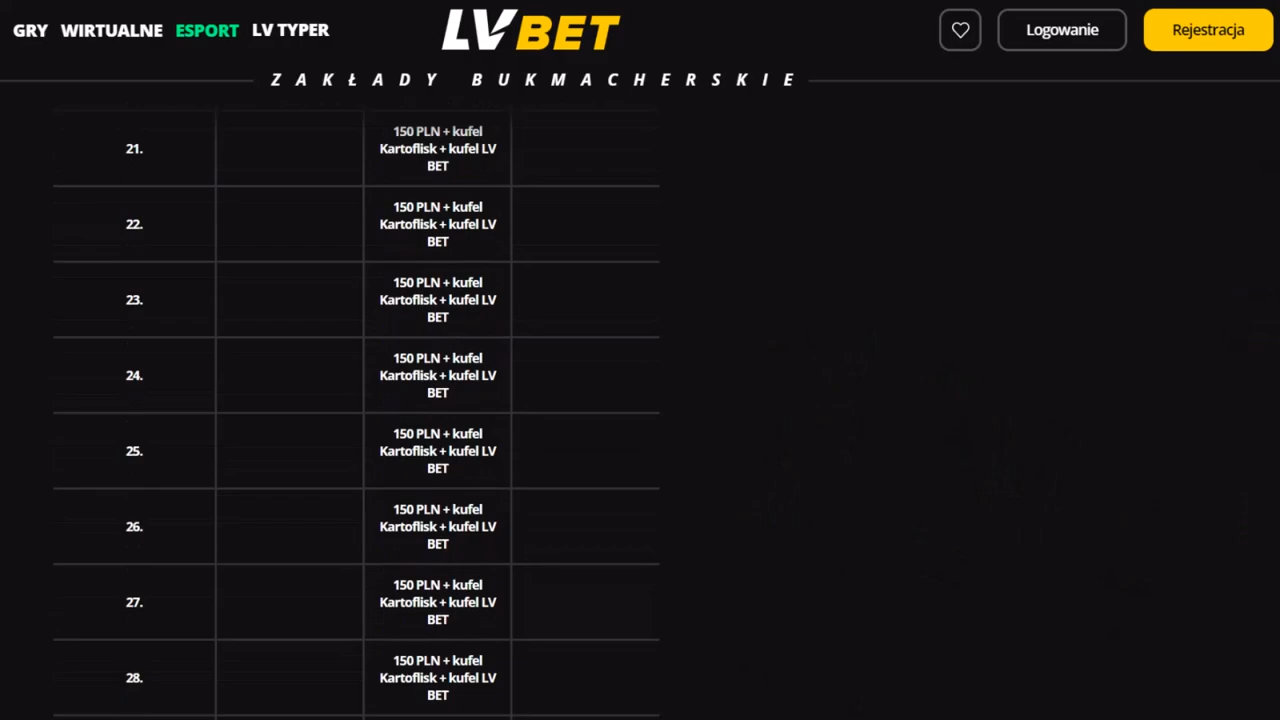 GRY WIRTUALNE ESPORT LV TYPER LVBET Logowanie Rejestracja
ZAKŁADY BUKMACHERSKIE
150 PLN + kufel
21. Kartoflisk + kufel LV
BET
150 PLN + kufel
22. Kartoflisk + kufel LV
BET
150 PLN + kufel
23. Kartoflisk + kufel LV
BET
150 PLN + kufel
24. Kartoflisk + kufel LV
BET
150 PLN + kufel
25. Kartoflisk + kufel LV
BET
150 PLN + kufel
26. Kartoflisk + kufel LV
BET
150 PLN + kufel
27. Kartoflisk + kufel LV
BET
150 PLN + kufel
28. Kartoflisk + kufel LV
BET